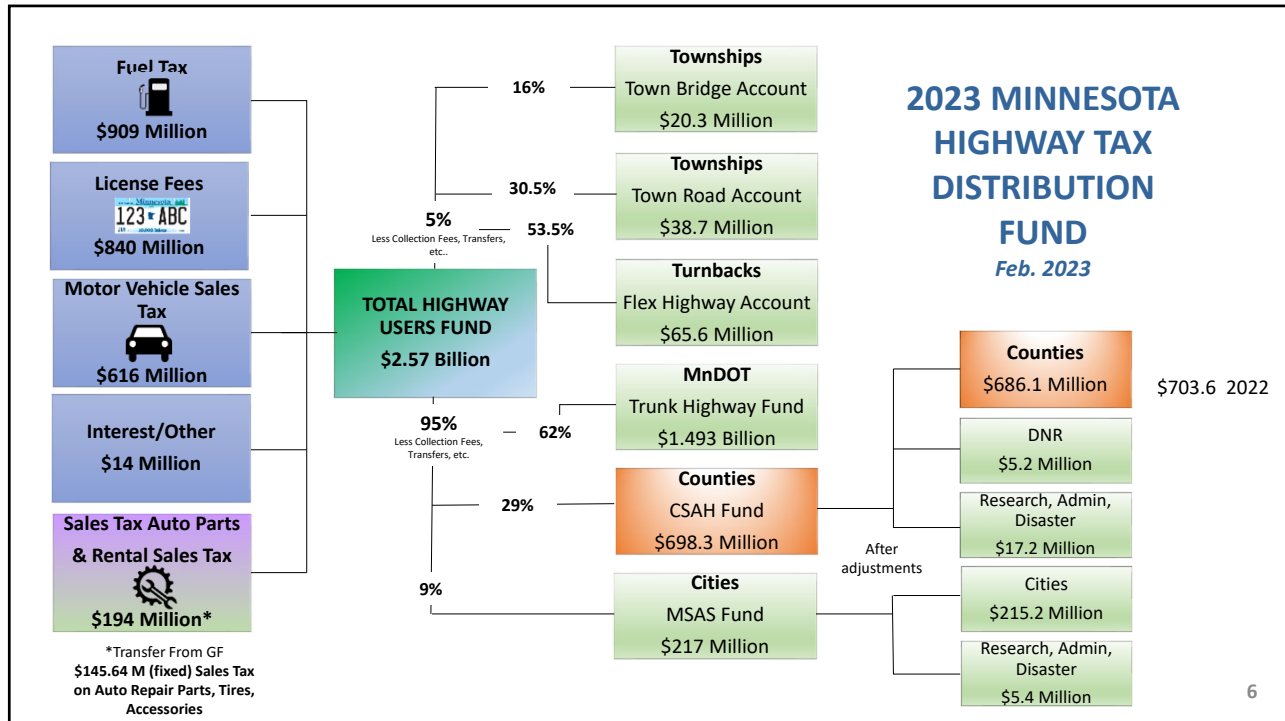 Fuel Tax
$909 Million
License Fees
Minnesota
123 ABC
$840 Million
Motor Vehicle Sales
Tax
$616 Million
Interest/Other
$14 Million
Sales Tax Auto Parts
& Rental Sales Tax
$194 Million*
*Transfer From GF
$145.64 M (fixed) Sales Tax
on Auto Repair Parts, Tires,
Accessories
TOTAL HIGHWAY
USERS FUND
$2.57 Billion
5%
Less Collection Fees, Transfers,
etc..
16%
30.5%
53.5%
95%
Less Collection Fees,
Transfers, etc.
62%
29%
9%
Townships
Town Bridge Account
$20.3 Million
Townships
Town Road Account
$38.7 Million
Turnbacks
Flex Highway Account
$65.6 Million
MnDOT
Trunk Highway Fund
$1.493 Billion
Counties
CSAH Fund
$698.3 Million
Cities
MSAS Fund
$217 Million
After
adjustments
2023 MINNESOTA
HIGHWAY TAX
DISTRIBUTION
FUND
Feb. 2023
Counties
$686.1 Million
$703.6 2022
DNR
$5.2 Million
Research, Admin,
Disaster
$17.2 Million
Cities
$215.2 Million
Research, Admin,
Disaster
$5.4 Million
6